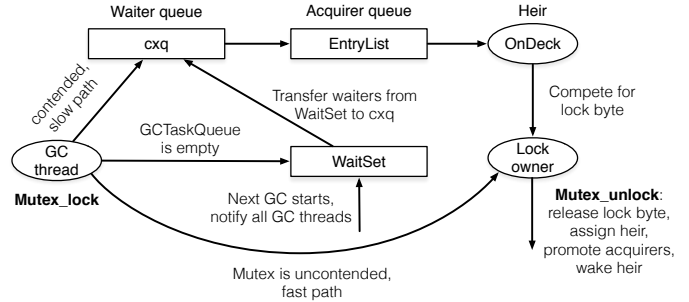 Waiter queue
Acquirer queue
Heir
cxq
EntryList
OnDeck
contended,
slow path
Transfer waiters from
WaitSet to cxq
Compete for
lock byte
GCTaskQueue
is empty
GC
thread
WaitSet
Lock
owner
Mutex_lock
Next GC starts,
notify all GC threads
Mutex_unlock:
release lock byte,
assign heir,
promote acquirers,
wake heir
Mutex is uncontended,
fast path